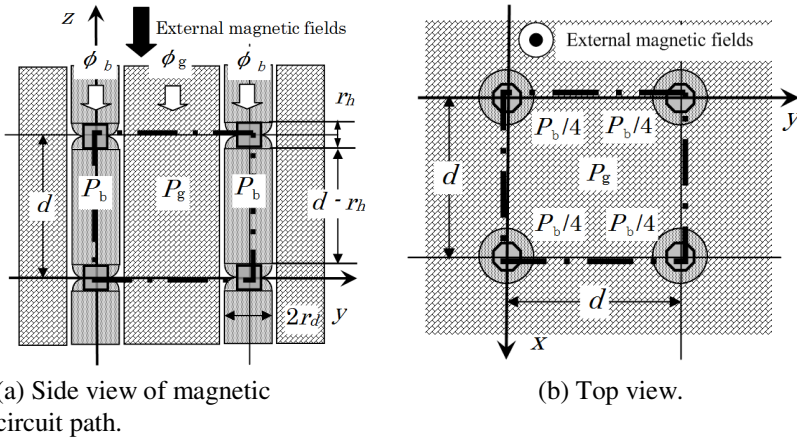 z
External magnetic fields
ϕ b ϕ g ϕ b
r h
d
P b P g P b
d - r h
2r d y
(a) Side view of magnetic
circuit path.
External magnetic fields
y
P b /4 P b /4
d
P g
P b /4 P b /4
d
x
(b) Top view.